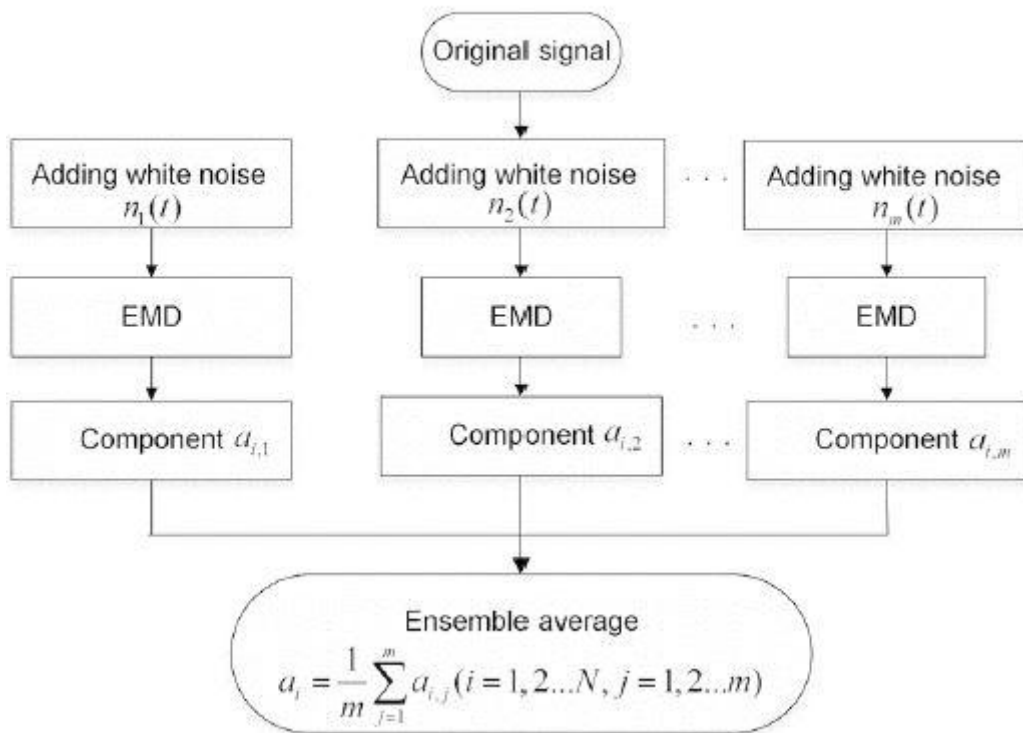 Original signal
Adding white noise
n₁(t)
Adding white noise
n₂(t)
. . .
Adding white noise
nₘ(t)
EMD
EMD
. . .
EMD
Component aᵢ,₁
Component aᵢ,₂
. . .
Component aᵢ,ₘ
Ensemble average
aᵢ = 1/m ∑ⱼ₌₁ᵐ aᵢ,ⱼ (i = 1, 2...N, j = 1, 2...m)